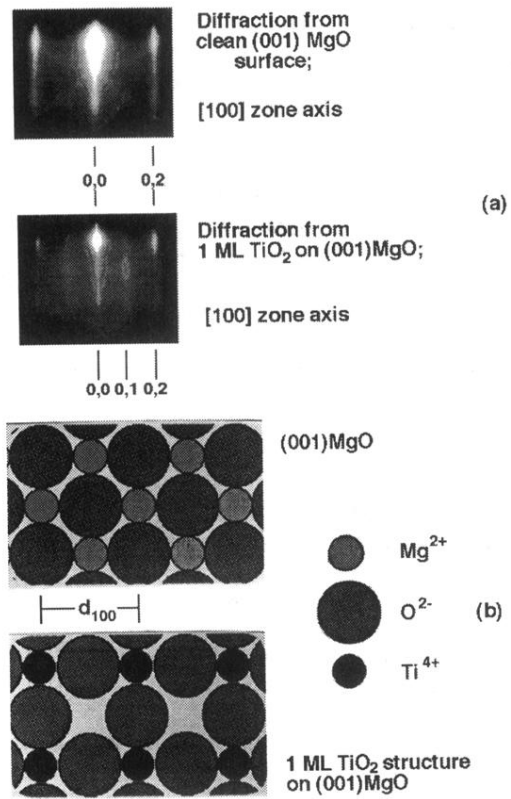 Diffraction from
clean (001) MgO
surface;
[100] zone axis
0,0 0,2
(a)
Diffraction from
1 ML TiO₂ on (001)MgO;
[100] zone axis
0,0 0,1 0,2
(001)MgO
Mg²⁺
d₁₀₀
O²⁻
(b)
Ti⁴⁺
1 ML TiO₂ structure
on (001)MgO